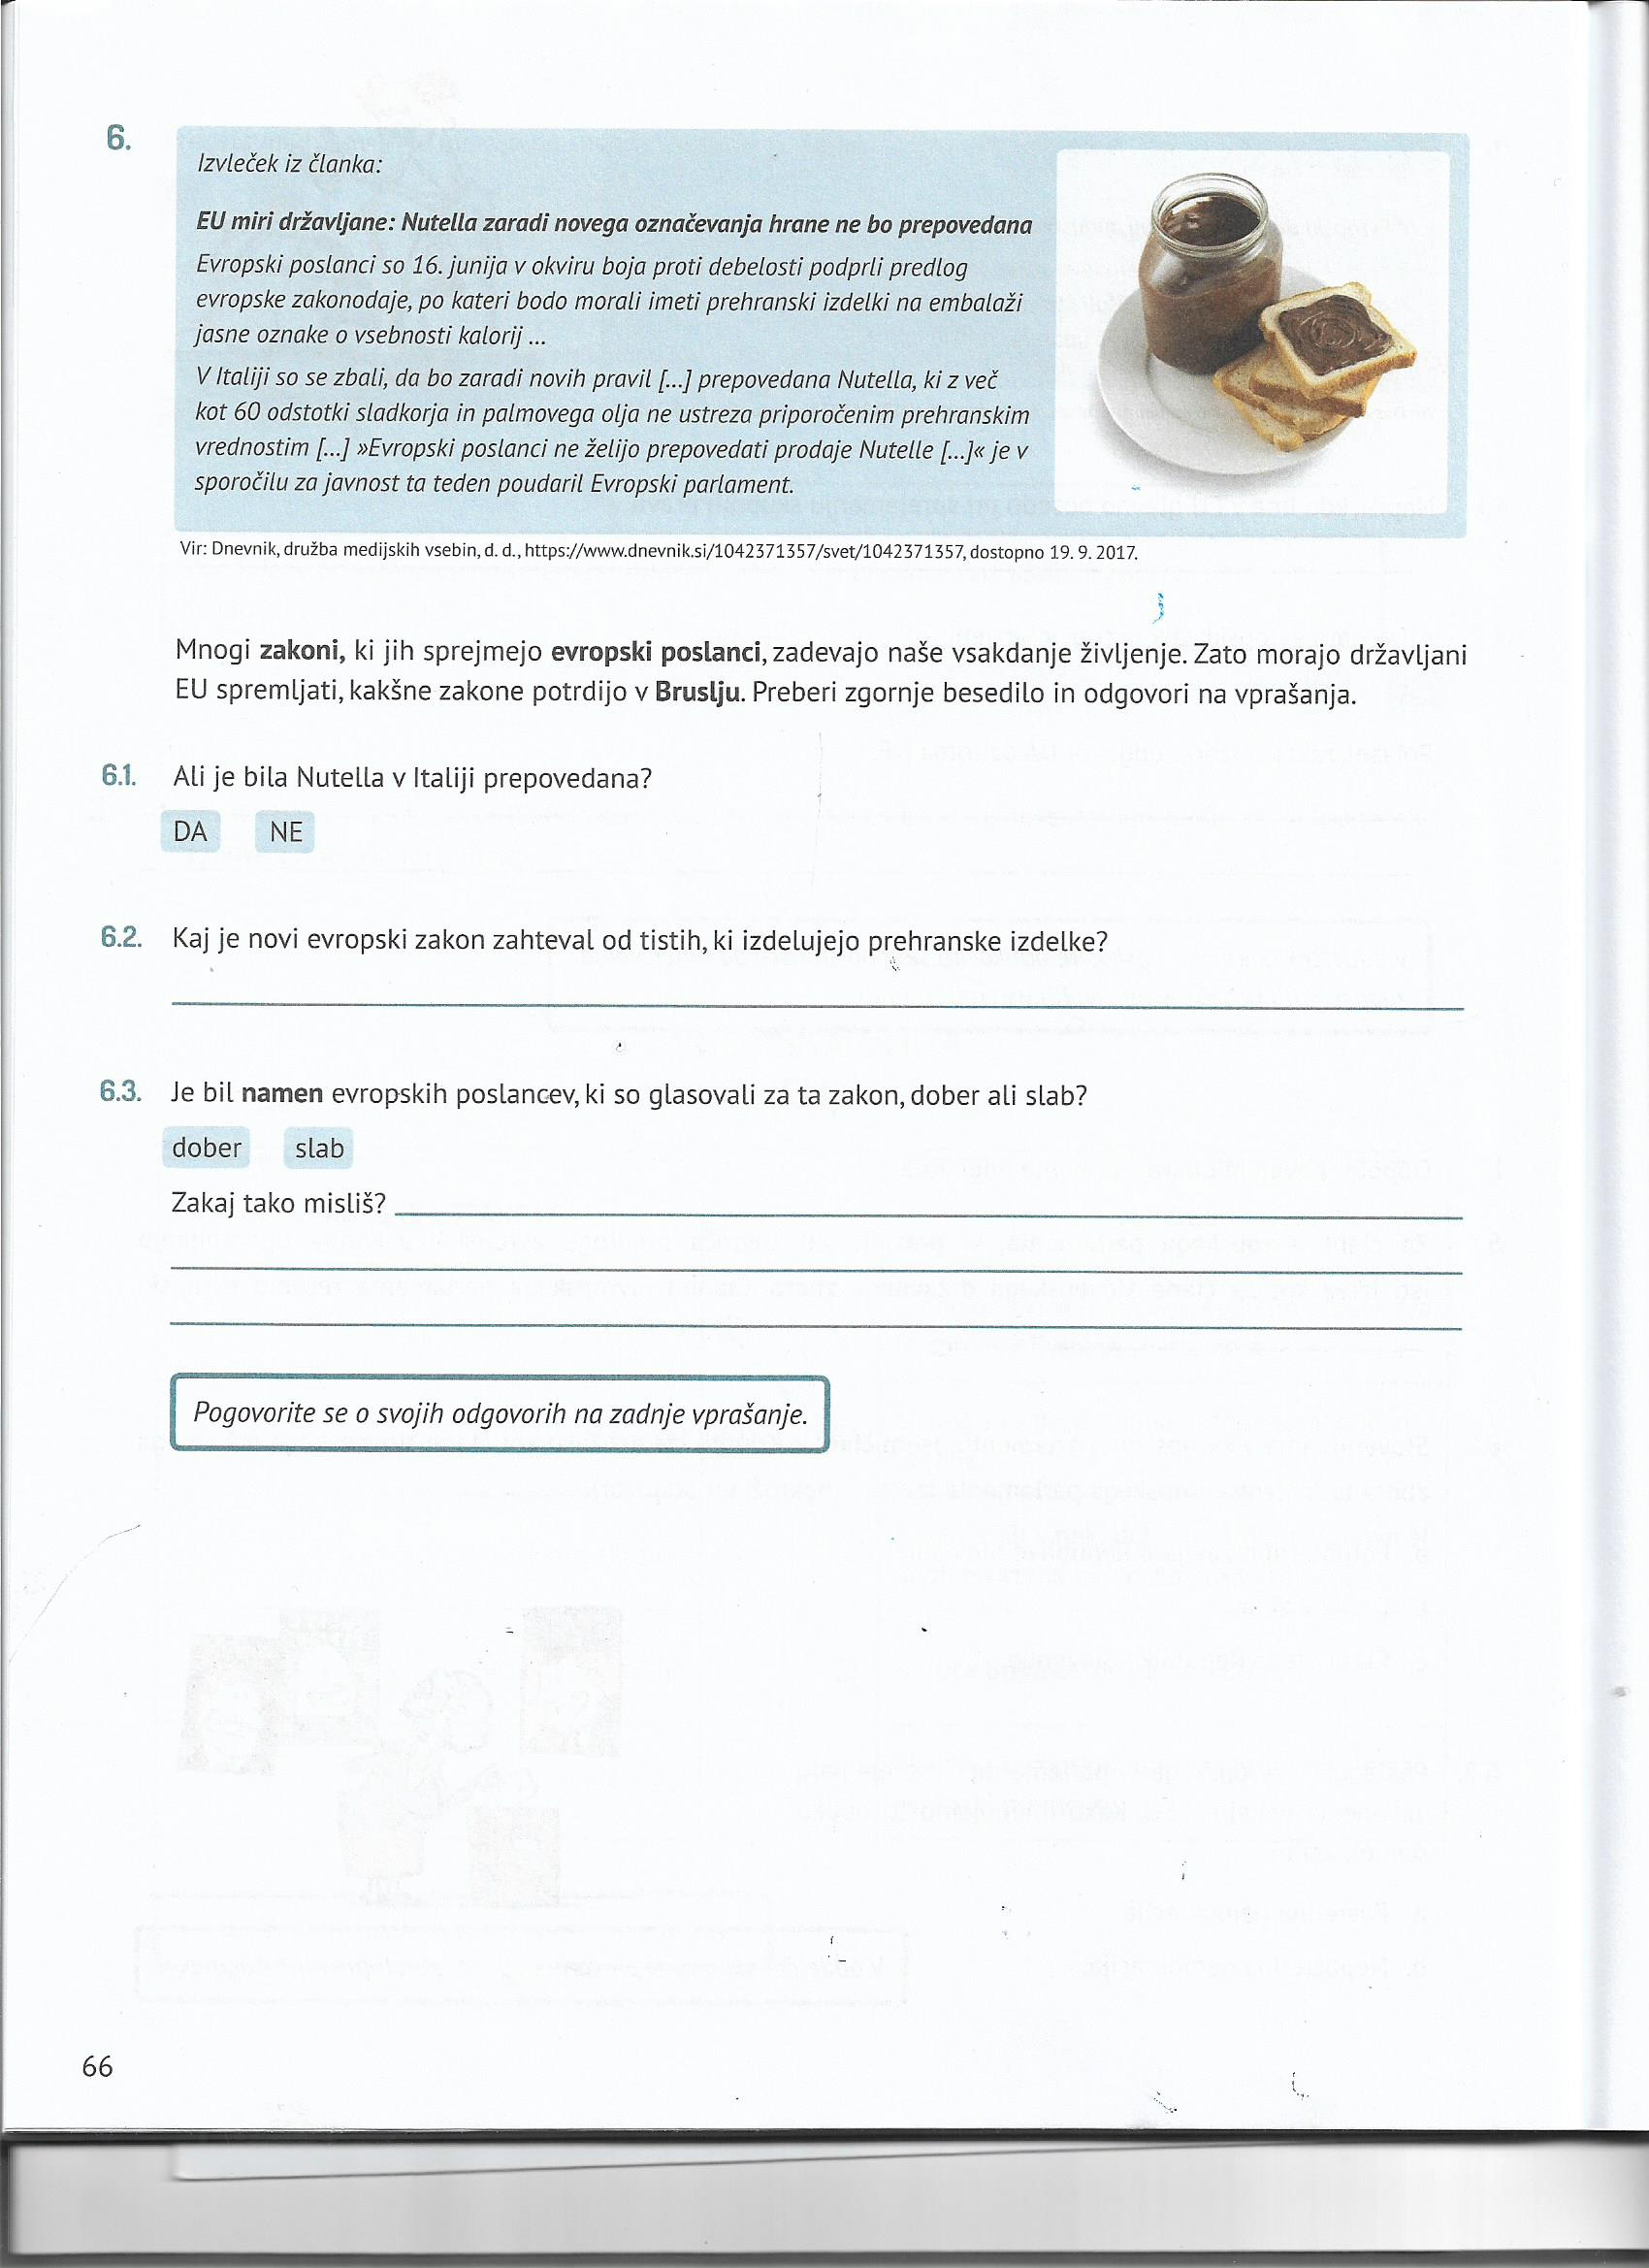 6.
Izvleček iz članka:
EU miri državljane: Nutella zaradi novega označevanja hrane ne bo prepovedana
Evropski poslanci so 16. junija v okviru boja proti debelosti podprli predlog
evropske zakonodaje, po kateri bodo morali imeti prehranski izdelki na embalaži
jasne oznake o vsebnosti kalorij ...
V Italiji so se zbali, da bo zaradi novih pravil [...] prepovedana Nutella, ki z več
kot 60 odstotki sladkorja in palmovega olja ne ustreza priporočenim prehranskim
vrednostim [...] »Evropski poslanci ne želijo prepovedati prodaje Nutelle [...]« je v
sporočilu za javnost ta teden poudaril Evropski parlament.
Vir: Dnevnik, družba medijskih vsebin, d. d., https://www.dnevnik.si/1042371357/svet/1042371357, dostopno 19. 9. 2017.
Mnogi zakoni, ki jih sprejmejo evropski poslanci, zadevajo naše vsakdanje življenje. Zato morajo državljani
EU spremljati, kakšne zakone potrdijo v Bruslju. Preberi zgornje besedilo in odgovori na vprašanja.
6.1. Ali je bila Nutella v Italiji prepovedana?
DA NE
6.2. Kaj je novi evropski zakon zahteval od tistih, ki izdelujejo prehranske izdelke?
6.3. Je bil namen evropskih poslancev, ki so glasovali za ta zakon, dober ali slab?
dober slab
Zakaj tako misliš?
Pogovorite se o svojih odgovorih na zadnje vprašanje.
66